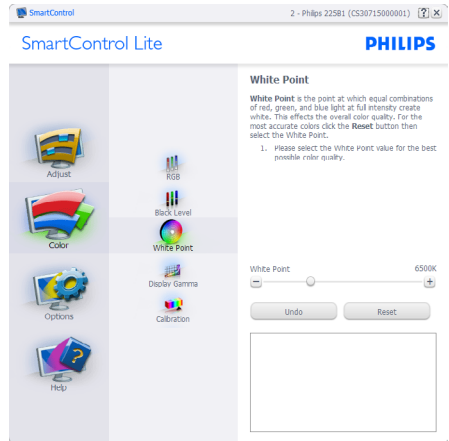 SmartControl
2 - Philips 225B1 (CS30715000001)
?
SmartControl Lite
PHILIPS
Adjust
Color
Options
Help
RGB
Black Level
White Point
Display Gamma
Calibration
White Point
White Point is the point at which equal combinations
of red, green, and blue light at full intensity create
white. This effects the overall color quality. For the
most accurate colors click the Reset button then
select the White Point.
1. Please select the White Point value for the best
possible color quality.
White Point 6500K
Undo Reset